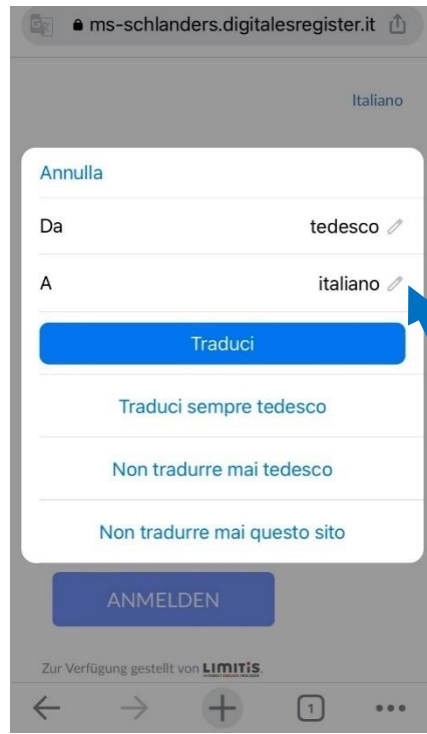 ms-schlanders.digitalesregister.it
Italiano
Annulla
Da tedesco
A italiano
Traduci
Traduci sempre tedesco
Non tradurre mai tedesco
Non tradurre mai questo sito
ANMELDEN
Zur Verfügung gestellt von LIMITIS.
1